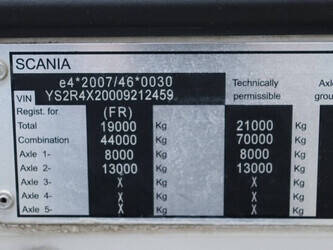 SCANIA
e4*2007/46*0030
VIN YS2R4X20009212459
Technically permissible
Axle
Regist. for (FR)
Total 19000 Kg 21000 Kg
Combination 44000 Kg 70000 Kg
Axle 1- 8000 Kg 8000 Kg
Axle 2- 13000 Kg 13000 Kg
Axle 3- X Kg X Kg
Axle 4- X Kg X Kg
Axle 5- X Kg X Kg